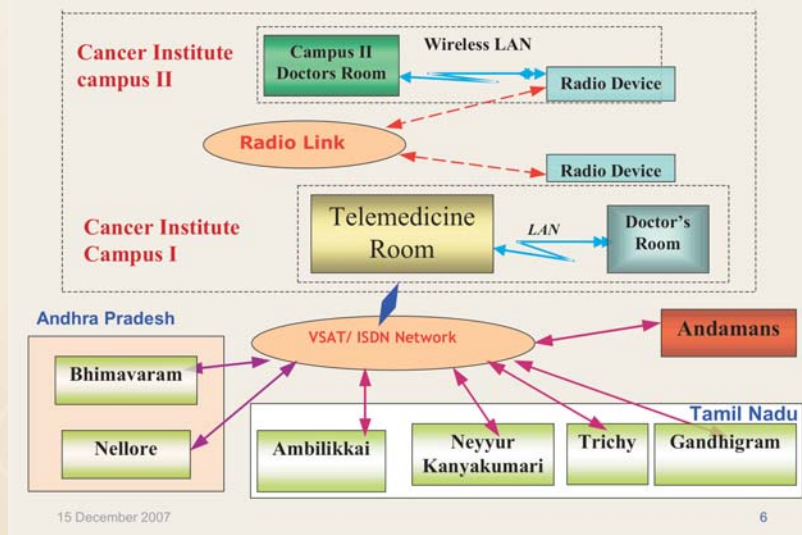 Cancer Institute
campus II
Campus II
Doctors Room
Wireless LAN
Radio Device
Radio Link
Radio Device
Cancer Institute
Campus I
Telemedicine
Room
LAN
Doctor's
Room
Andhra Pradesh
VSAT/ ISDN Network
Andamans
Bhimavaram
Nellore
Tamil Nadu
Ambilikkai
Neyyur
Kanyakumari
Trichy
Gandhigram
15 December 2007
6